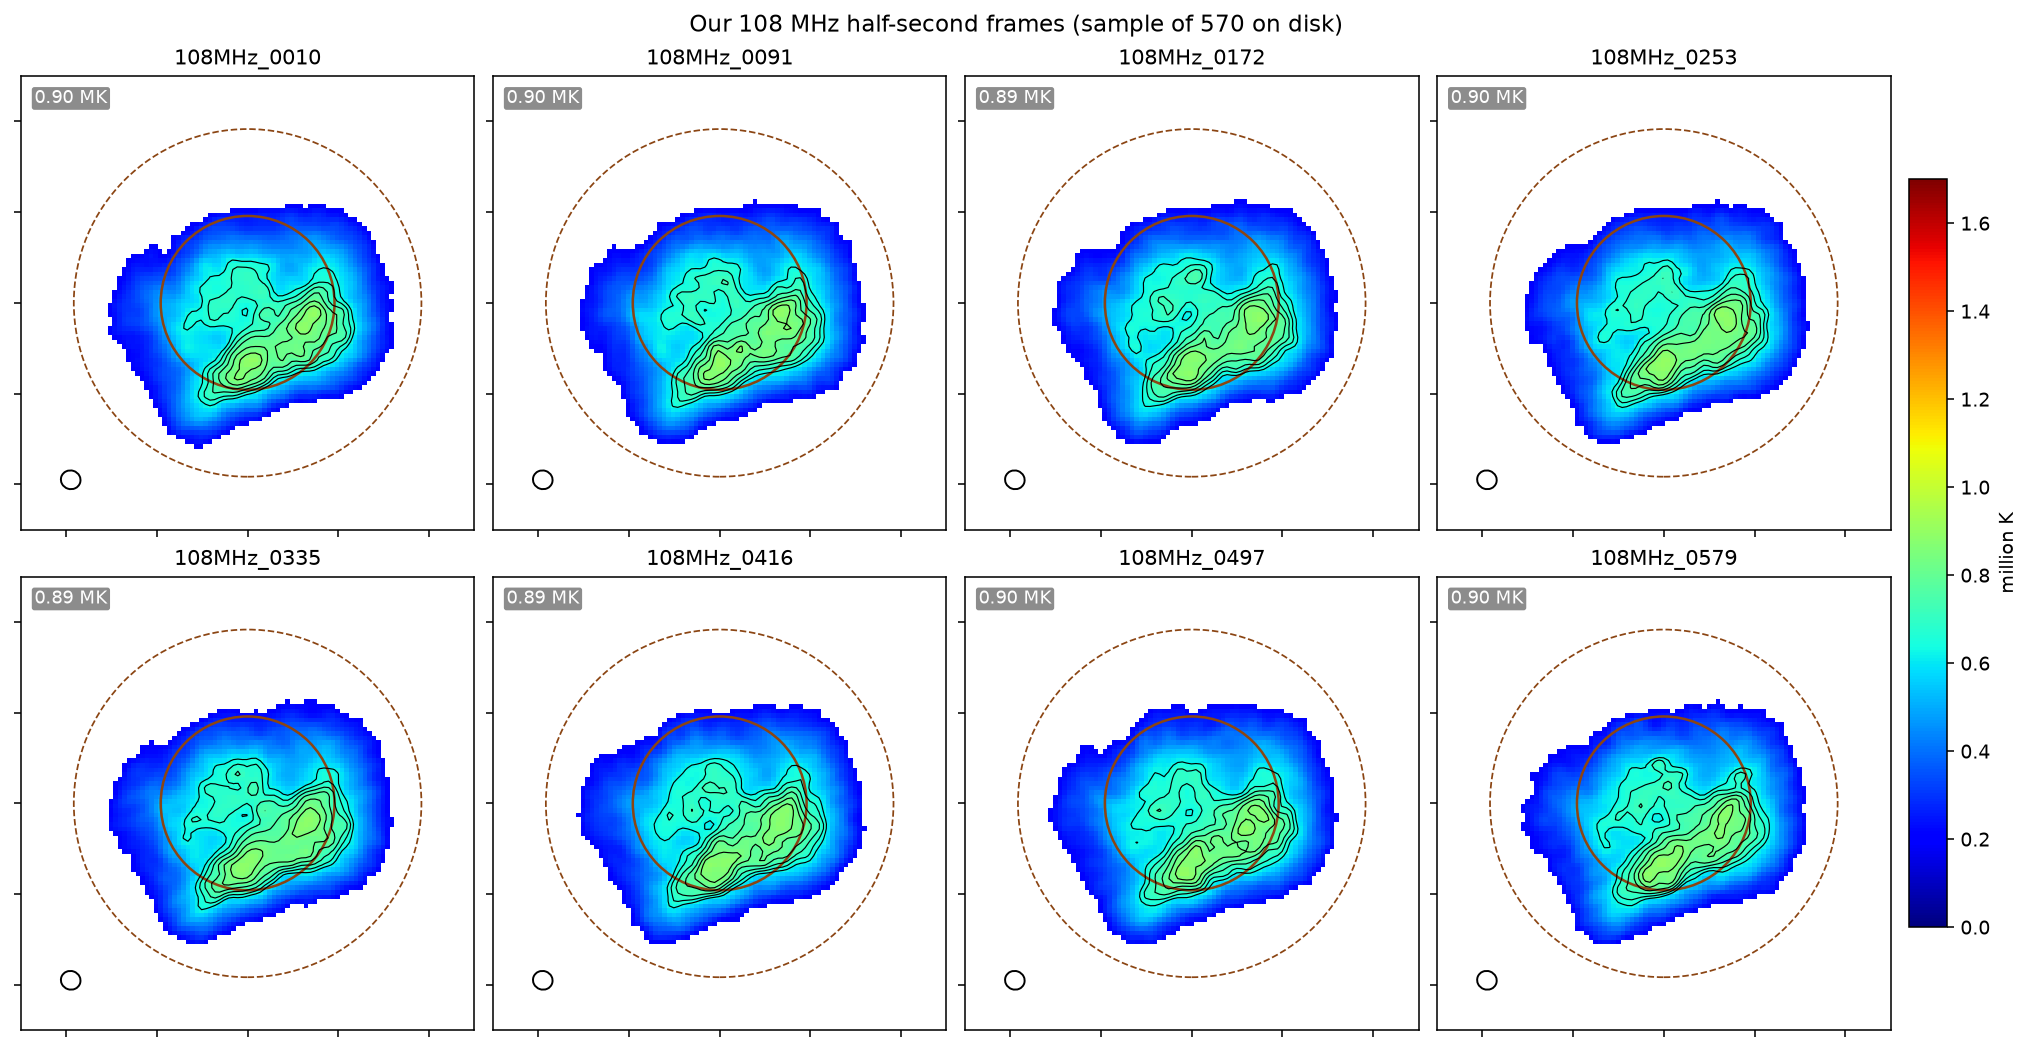 Our 108 MHz half-second frames (sample of 570 on disk)
108MHz_0010
108MHz_0091
108MHz_0172
108MHz_0253
0.90 MK
0.90 MK
0.89 MK
0.90 MK
108MHz_0335
108MHz_0416
108MHz_0497
108MHz_0579
0.89 MK
0.89 MK
0.90 MK
0.90 MK
1.6
1.4
1.2
1.0
0.8
0.6
0.4
0.2
0.0
million K